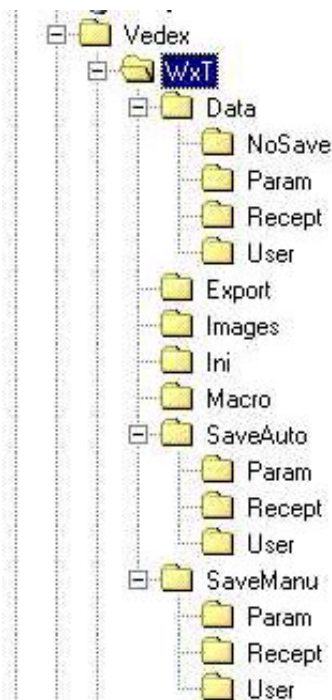 Vedex
WxT
Data
NoSave
Param
Recept
User
Export
Images
Ini
Macro
SaveAuto
Param
Recept
User
SaveManu
Param
Recept
User